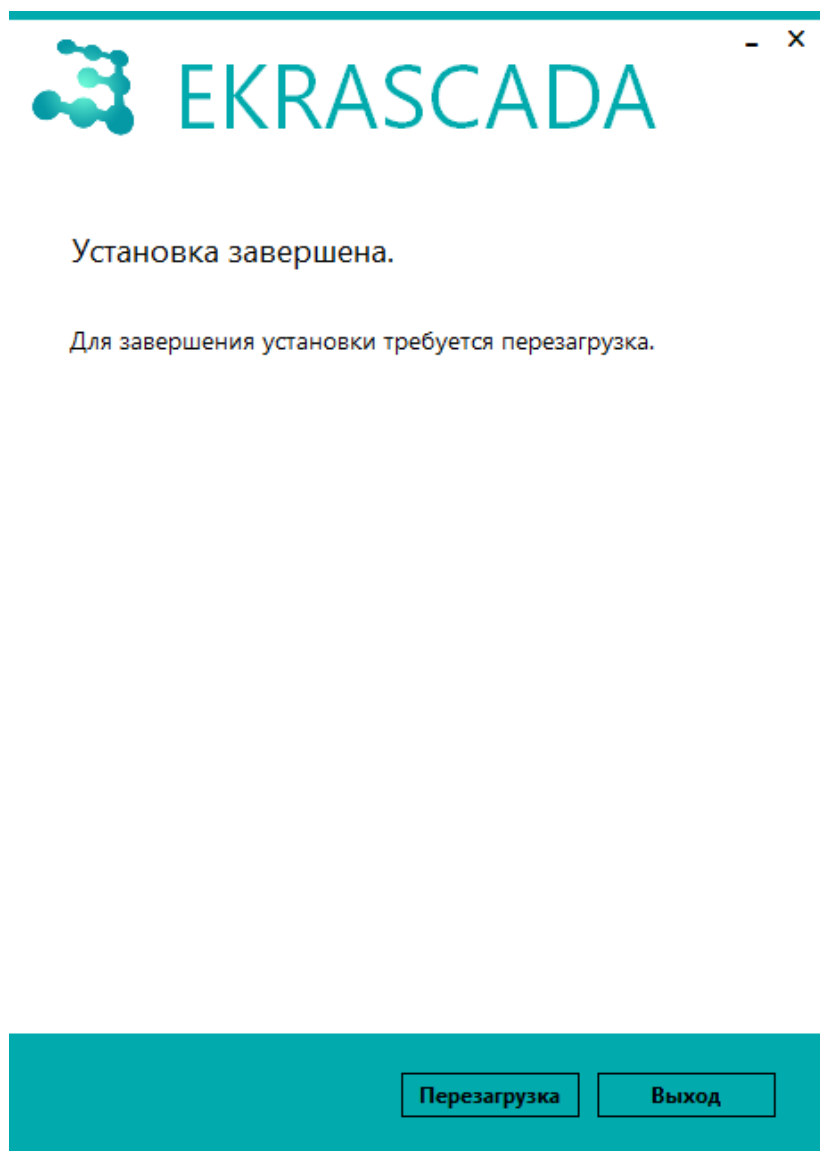 EKRASCADA
Установка завершена.
Для завершения установки требуется перезагрузка.
Перезагрузка
Выход